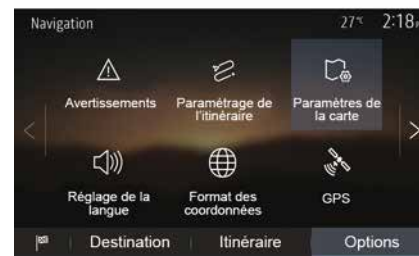 Navigation 27°C 2:18
Avertissements Paramétrage de l'itinéraire Paramètres de la carte
Réglage de la langue Format des coordonnées GPS
Destination Itinéraire Options